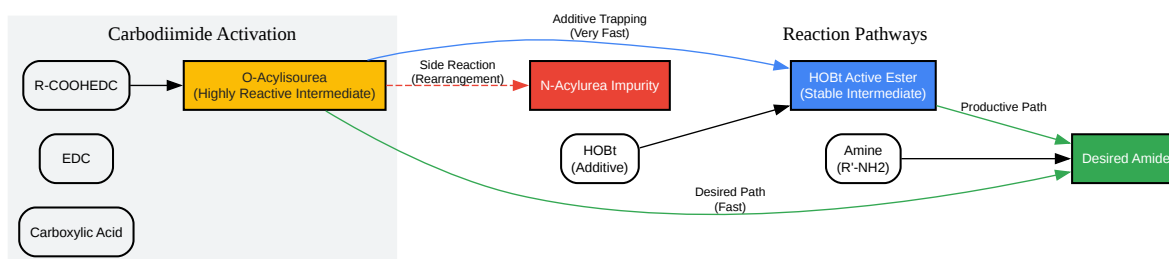 Carbodiimide Activation
R-COOHEDC
O-Acylisourea
(Highly Reactive Intermediate)
EDC
Carboxylic Acid
Additive Trapping
(Very Fast)
Side Reaction
(Rearrangement)
N-Acylurea Impurity
Reaction Pathways
HOBt Active Ester
(Stable Intermediate)
Productive Path
HOBt
(Additive)
Amine
(R'-NH2)
Desired Amide
Desired Path
(Fast)